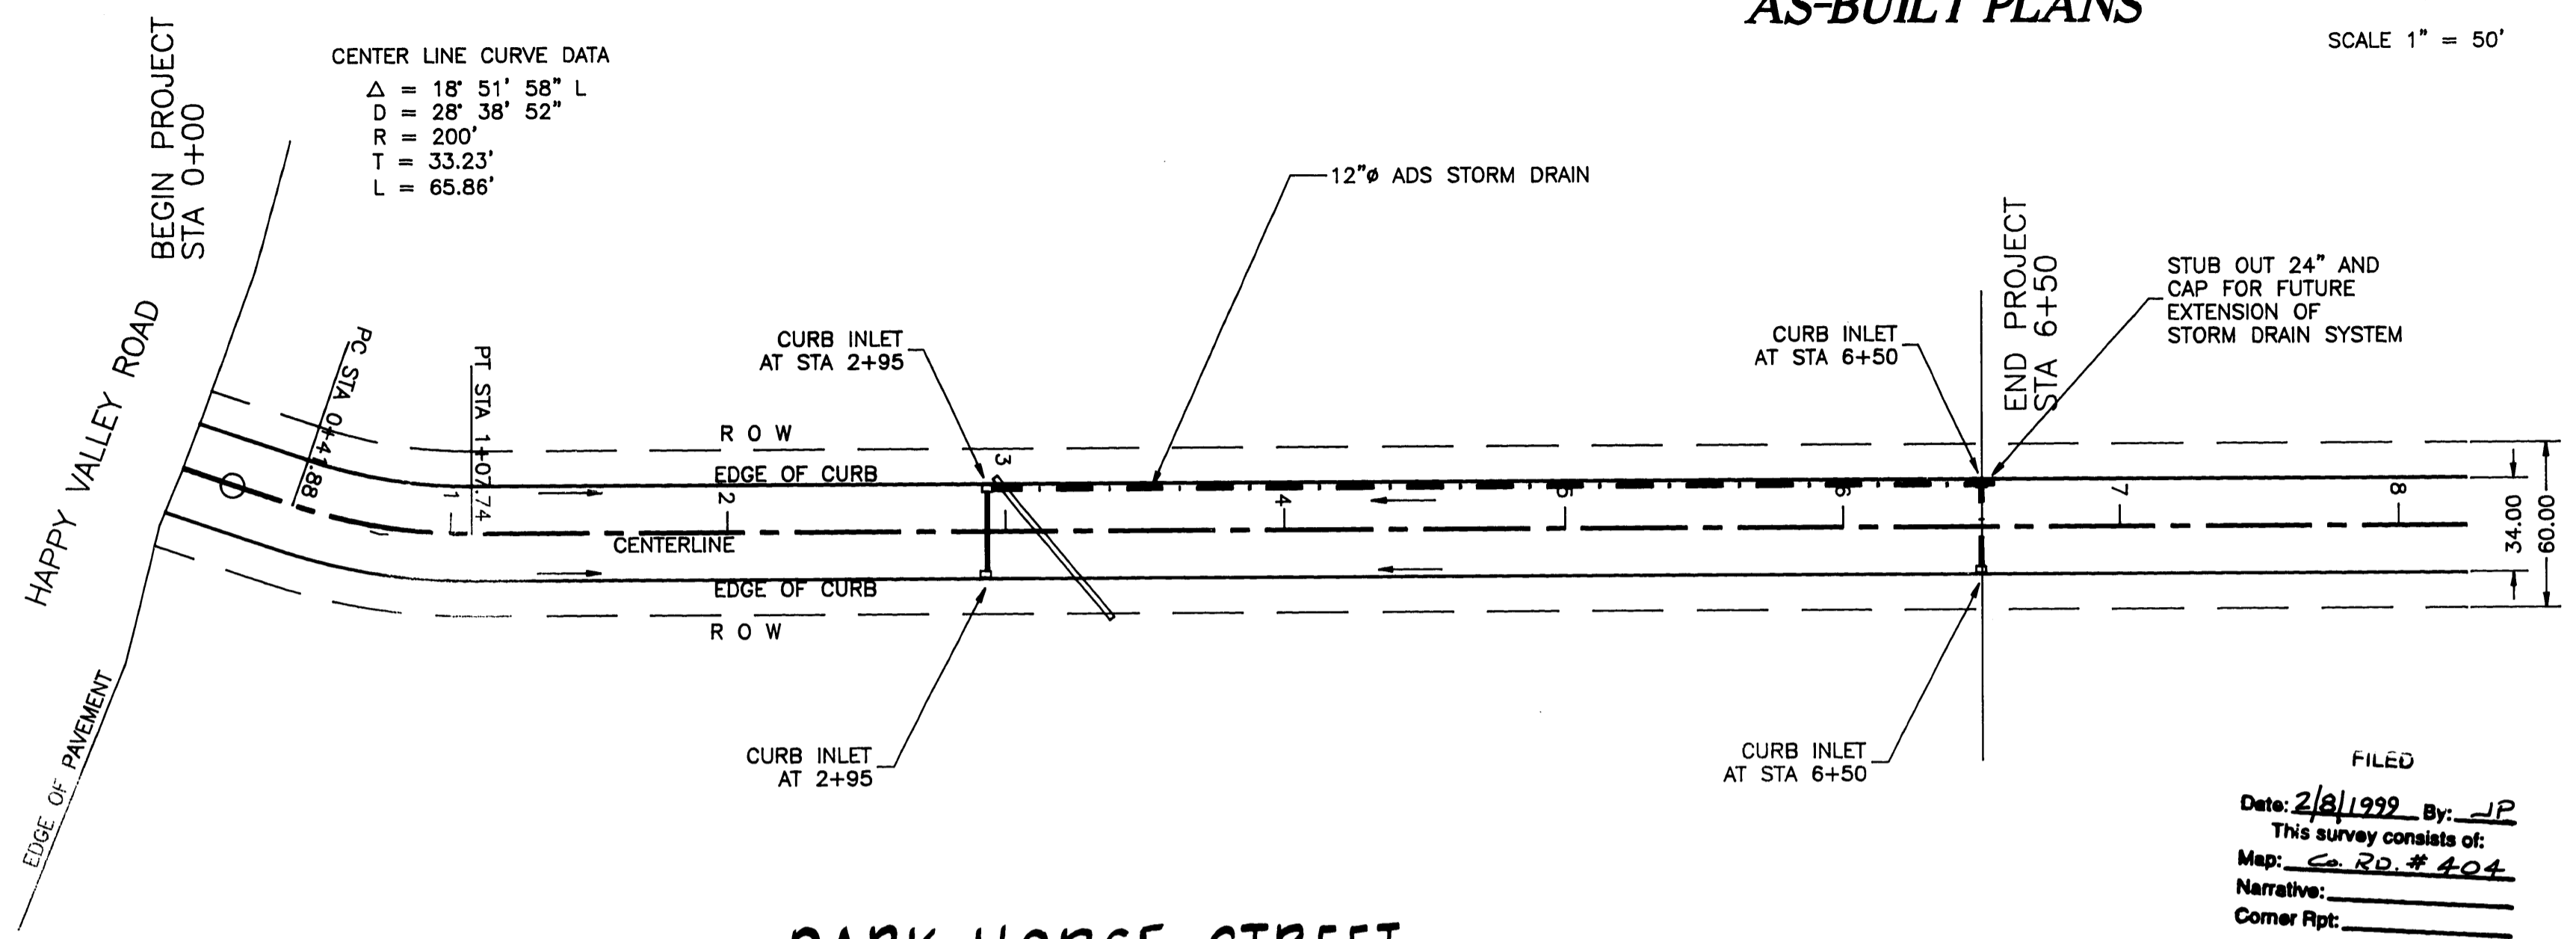 AS-BUILT PLANS
SCALE 1" = 50'
CENTER LINE CURVE DATA
Δ = 18° 51' 58" L
D = 28° 38' 52"
R = 200'
T = 33.23'
L = 65.86'
BEGIN PROJECT
STA 0+00
HAPPY VALLEY ROAD
EDGE OF PAVEMENT
PC STA 0+41.88
PT STA 1+07.74
12"ø ADS STORM DRAIN
CURB INLET
AT STA 2+95
CURB INLET
AT STA 6+50
END PROJECT
STA 6+50
STUB OUT 24" AND
CAP FOR FUTURE
EXTENSION OF
STORM DRAIN SYSTEM
R O W
EDGE OF CURB
1
2
3
4
5
6
7
8
CENTERLINE
EDGE OF CURB
R O W
34.00
60.00
CURB INLET
AT 2+95
CURB INLET
AT STA 6+50
FILED
Date: 2/8/1999 By: JP
This survey consists of:
Map: Co. RD. # 404
Narrative:
Corner Rpt:
DARK HORSE STREET